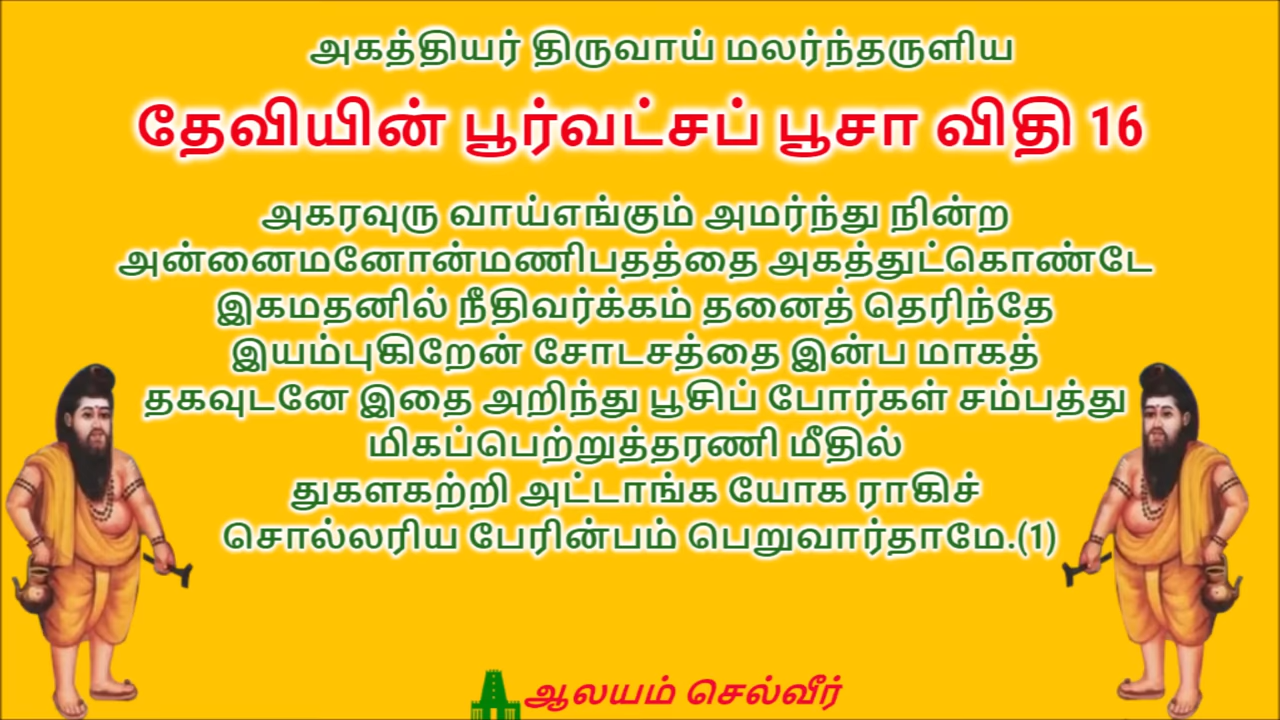 அகத்தியர் திருவாய் மலர்ந்தருளிய
தேவியின் பூர்வட்சப் பூசா விதி 16
அகரவுரு வாய்எங்கும் அமர்ந்து நின்ற
அன்னைமனோன்மணிபதத்தை அகத்துட்கொண்டே
இகமதனில் நீதிவர்க்கம் தனைத் தெரிந்தே
இயம்புகிறேன் சோடசத்தை இன்ப மாகத்
தகவுடனே இதை அறிந்து பூசிப் போர்கள் சம்பத்து
மிகப்பெற்றுத்தரணி மீதில்
துகளகற்றி அட்டாங்க யோக ராகிச்
சொல்லரிய பேரின்பம் பெறுவார்தாமே.(1)
ஆலயம் செல்வீர்